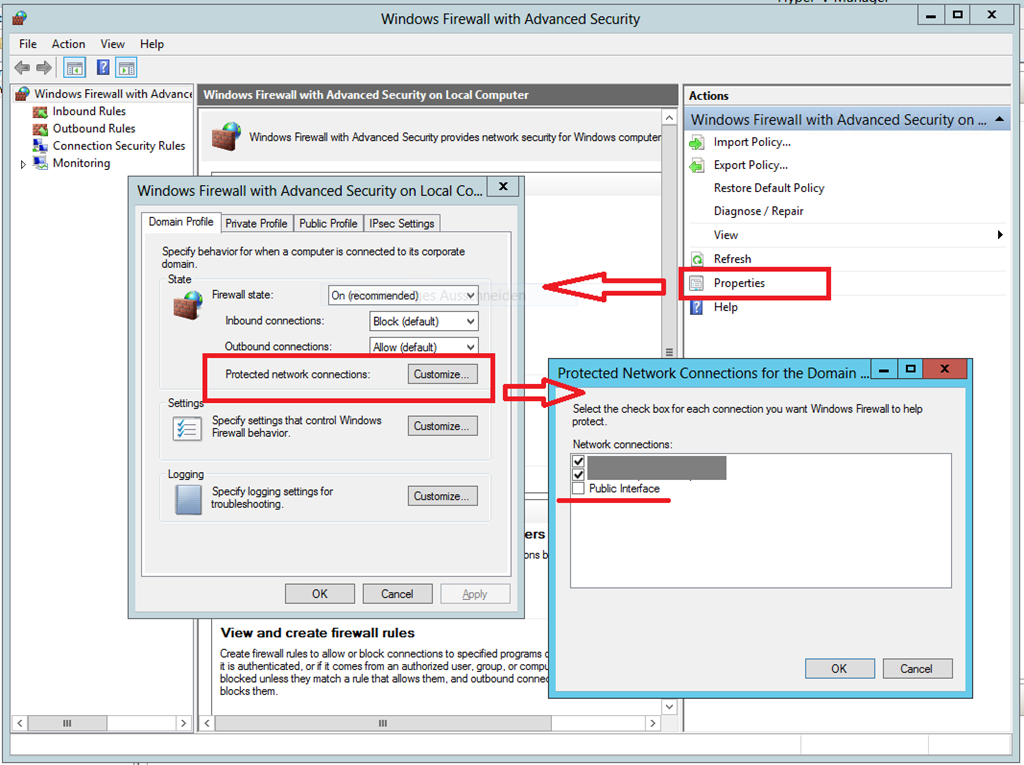 Windows Firewall with Advanced Security
File Action View Help
Windows Firewall with Advance
Inbound Rules
Outbound Rules
Connection Security Rules
Monitoring
Windows Firewall with Advanced Security on Local Computer
Windows Firewall with Advanced Security provides network security for Windows computer
Actions
Windows Firewall with Advanced Security on ...
Import Policy...
Export Policy...
Restore Default Policy
Diagnose / Repair
View
Refresh
Properties
Help
Windows Firewall with Advanced Security on Local Co...
Domain Profile Private Profile Public Profile IPsec Settings
Specify behavior for when a computer is connected to its corporate
domain.
State
Firewall state: On (recommended)
Inbound connections: Block (default)
Outbound connections: Allow (default)
Protected network connections: Customize...
Settings
Specify settings that control Windows
Firewall behavior.
Customize...
Logging
Specify logging settings for
troubleshooting.
Customize...
OK Cancel Apply
Protected Network Connections for the Domain ...
Select the check box for each connection you want Windows Firewall to help
protect.
Network connections:
Public Interface
OK Cancel
View and create firewall rules
Create firewall rules to allow or block connections to specified programs
it is authenticated, or if it comes from an authorized user, group, or
blocked unless they match a rule that allows them, and outbound
blocks them.